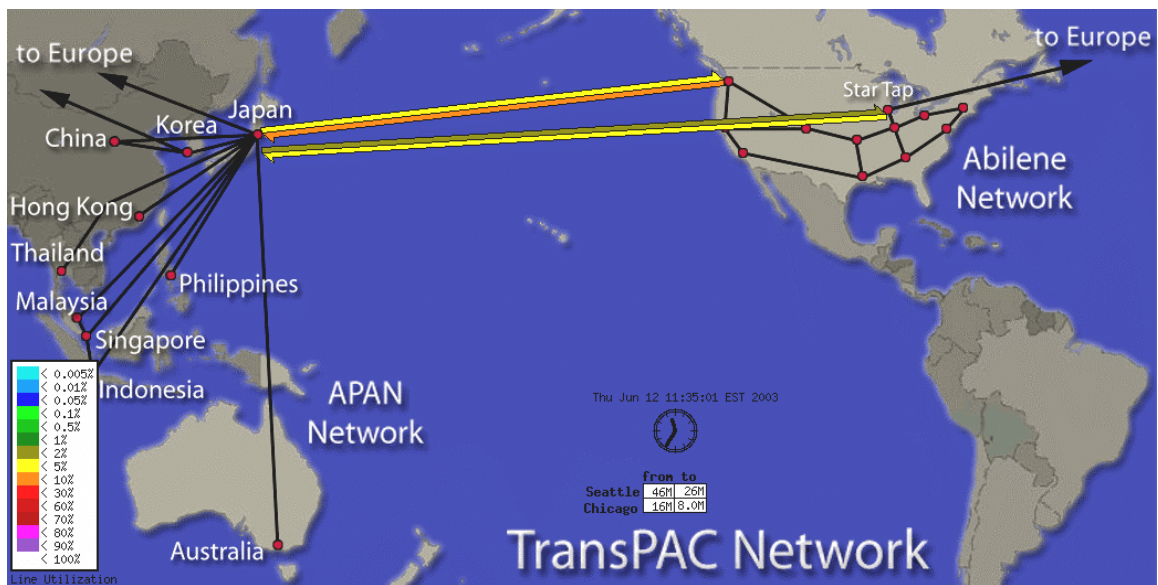 to Europe
to Europe
Star Tap
Japan
Korea
China
Abilene
Network
Hong Kong
Thailand
Philippines
Malaysia
Singapore
Indonesia
< 0.005%
< 0.01%
< 0.05%
< 0.1%
< 0.5%
< 1%
< 2%
< 5%
< 10%
< 30%
< 60%
< 70%
< 80%
< 90%
< 100%
Line Utilization
APAN
Network
Thu Jun 12 11:35:01 EST 2003
from to
Seattle 46M 26M
Chicago 16M 8.0M
Australia
TransPAC Network